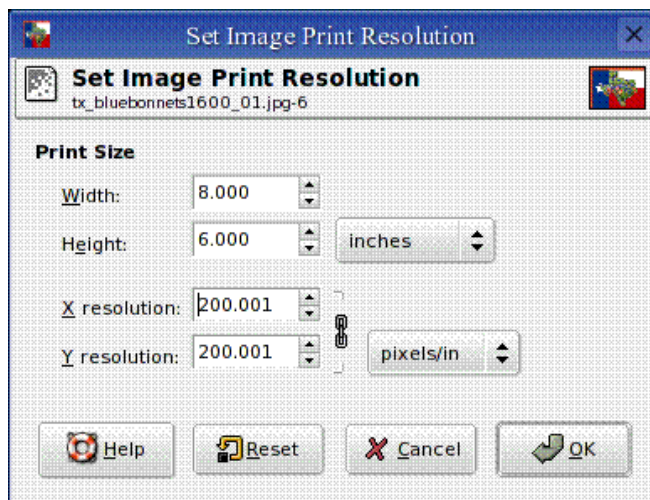 Set Image Print Resolution
Set Image Print Resolution
tx_bluebonnets1600_01.jpg-6
Print Size
Width: 8.000
Height: 6.000 inches
X resolution: 200.001
Y resolution: 200.001 pixels/in
Help Reset Cancel OK